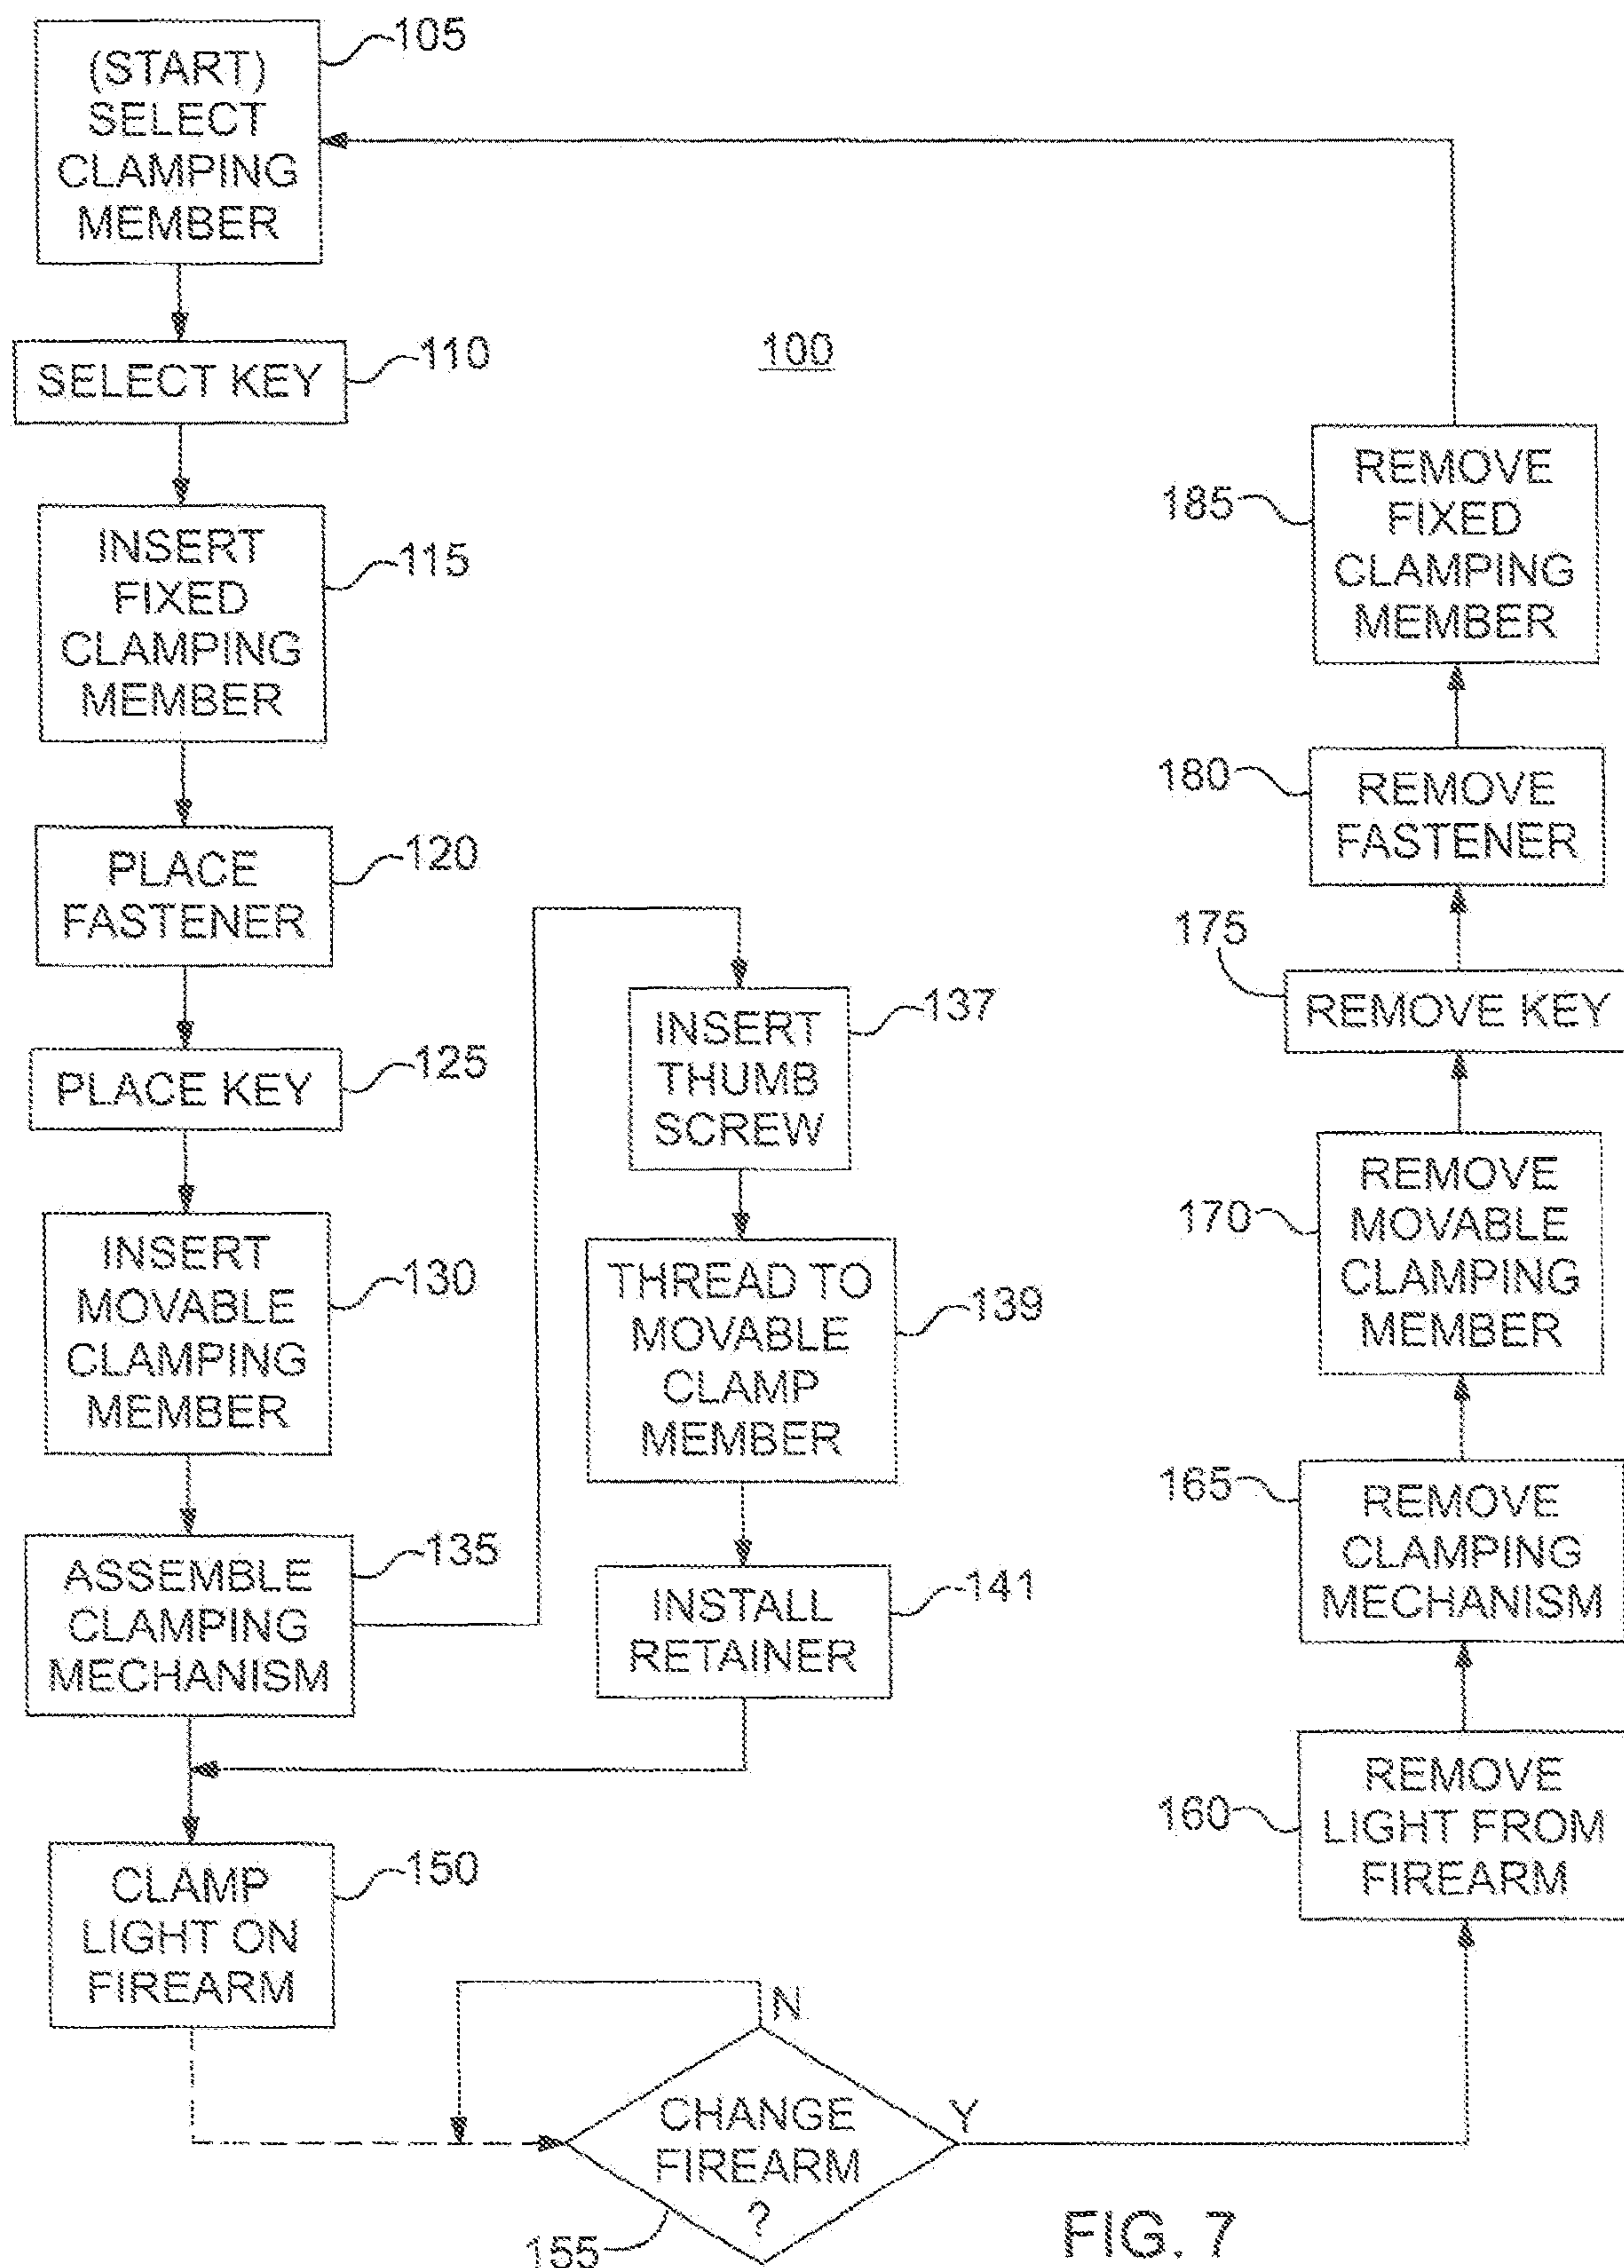 (START)
SELECT
CLAMPING
MEMBER
105
SELECT KEY
110
100
INSERT
FIXED
CLAMPING
MEMBER
115
PLACE
FASTENER
120
PLACE KEY
125
INSERT
MOVABLE
CLAMPING
MEMBER
130
ASSEMBLE
CLAMPING
MECHANISM
135
INSERT
THUMB
SCREW
137
THREAD TO
MOVABLE
CLAMP
MEMBER
139
INSTALL
RETAINER
141
CLAMP
LIGHT ON
FIREARM
150
CHANGE
FIREARM
?
155
N
Y
REMOVE
LIGHT FROM
FIREARM
160
REMOVE
CLAMPING
MECHANISM
165
REMOVE
MOVABLE
CLAMPING
MEMBER
170
REMOVE KEY
175
REMOVE
FASTENER
180
REMOVE
FIXED
CLAMPING
MEMBER
185
FIG. 7